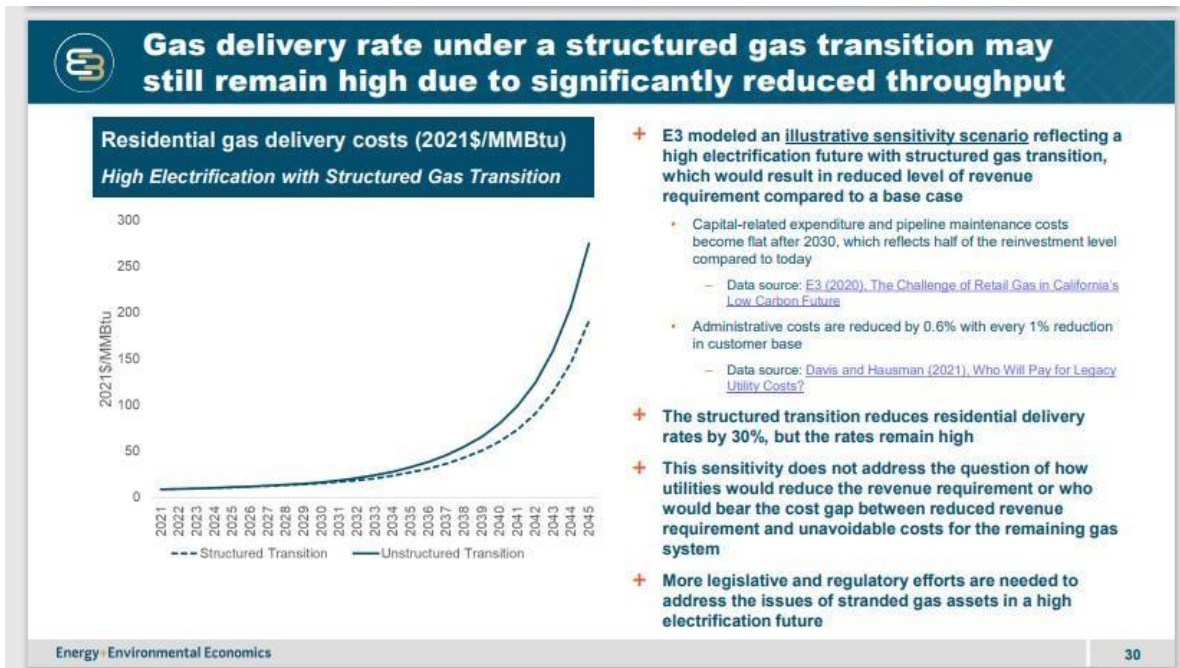 E3
Gas delivery rate under a structured gas transition may
still remain high due to significantly reduced throughput
Residential gas delivery costs (2021$/MMBtu)
High Electrification with Structured Gas Transition
2021$/MMBtu
300
250
200
150
100
50
0
2021
2022
2023
2024
2025
2026
2027
2028
2029
2030
2031
2032
2033
2034
2035
2036
2037
2038
2039
2040
2041
2042
2043
2044
2045
Structured Transition
Unstructured Transition
+ E3 modeled an illustrative sensitivity scenario reflecting a
high electrification future with structured gas transition,
which would result in reduced level of revenue
requirement compared to a base case
• Capital-related expenditure and pipeline maintenance costs
become flat after 2030, which reflects half of the reinvestment level
compared to today
– Data source: E3 (2020), The Challenge of Retail Gas in California's
Low Carbon Future
• Administrative costs are reduced by 0.6% with every 1% reduction
in customer base
– Data source: Davis and Hausman (2021), Who Will Pay for Legacy
Utility Costs?
+ The structured transition reduces residential delivery
rates by 30%, but the rates remain high
+ This sensitivity does not address the question of how
utilities would reduce the revenue requirement or who
would bear the cost gap between reduced revenue
requirement and unavoidable costs for the remaining gas
system
+ More legislative and regulatory efforts are needed to
address the issues of stranded gas assets in a high
electrification future
Energy+Environmental Economics
30